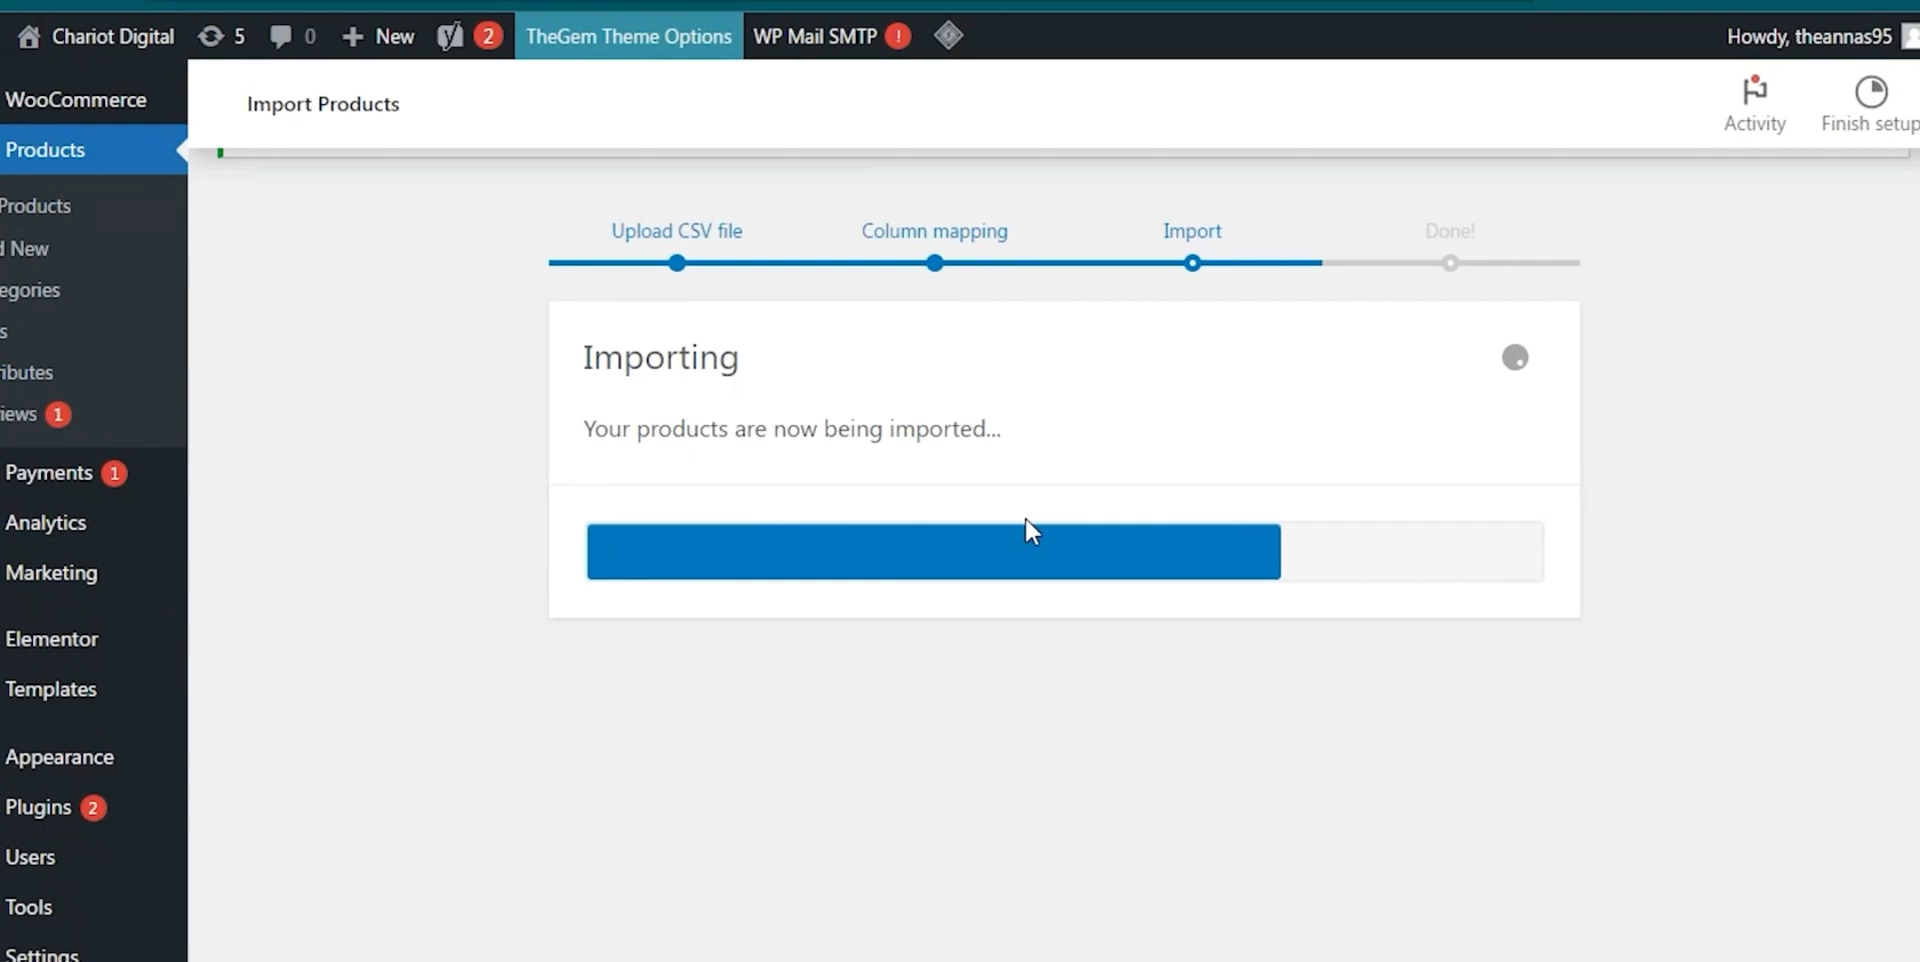 Chariot Digital 5 0 New 2 TheGem Theme Options WP Mail SMTP ! Howdy, theannas95
WooCommerce
Import Products
Activity
Finish setup
Products
Products
d New
egories
s
ributes
iews 1
Payments 1
Analytics
Marketing
Elementor
Templates
Appearance
Plugins 2
Users
Tools
Settings
Upload CSV file
Column mapping
Import
Done!
Importing
Your products are now being imported...